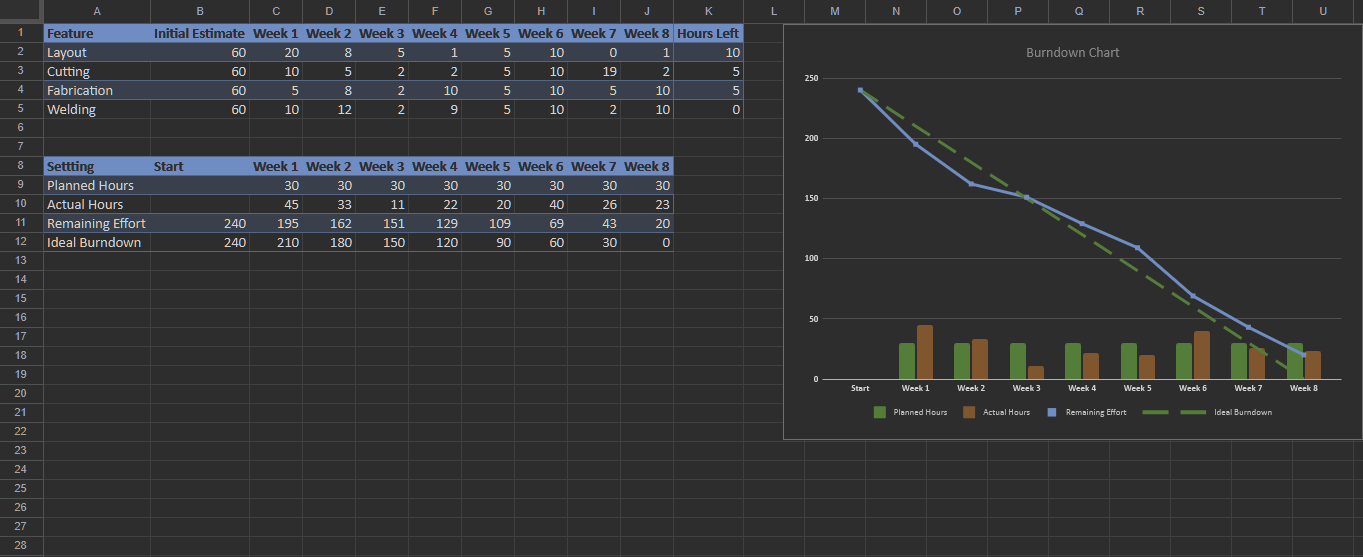 A B C D E F G H I J K L M N O P Q R S T U
1 Feature Initial Estimate Week 1 Week 2 Week 3 Week 4 Week 5 Week 6 Week 7 Week 8 Hours Left
2 Layout 60 20 8 5 1 5 10 0 1 10
3 Cutting 60 10 5 2 2 5 10 19 2 5
4 Fabrication 60 5 8 2 10 5 10 5 10 5
5 Welding 60 10 12 2 9 5 10 2 10 0
6
7
8 Settting Start Week 1 Week 2 Week 3 Week 4 Week 5 Week 6 Week 7 Week 8
9 Planned Hours 30 30 30 30 30 30 30 30
10 Actual Hours 45 33 11 22 20 40 26 23
11 Remaining Effort 240 195 162 151 129 109 69 43 20
12 Ideal Burndown 240 210 180 150 120 90 60 30 0
13
14
15
16
17
18
19
20
21
22
23
24
25
26
27
28
Burndown Chart
250
200
150
100
50
0
Start Week 1 Week 2 Week 3 Week 4 Week 5 Week 6 Week 7 Week 8
Planned Hours Actual Hours Remaining Effort Ideal Burndown